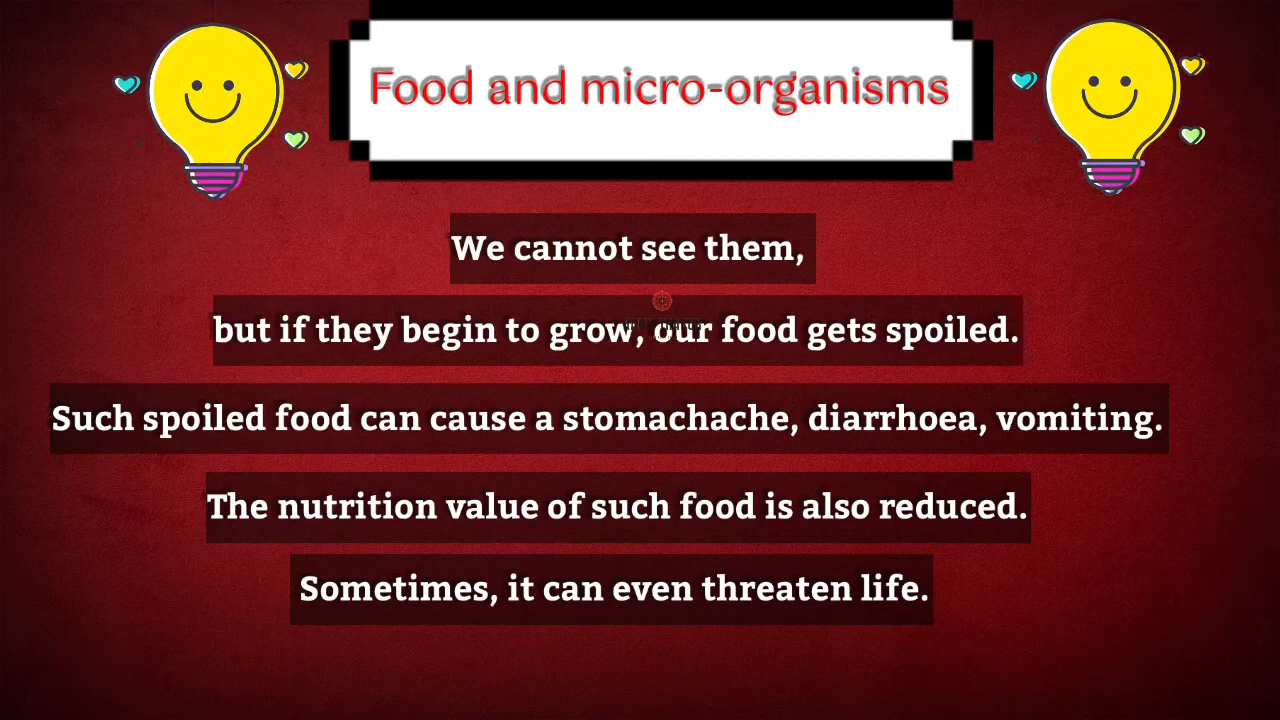 Food and micro-organisms
We cannot see them,
but if they begin to grow, our food gets spoiled.
Such spoiled food can cause a stomachache, diarrhoea, vomiting.
The nutrition value of such food is also reduced.
Sometimes, it can even threaten life.